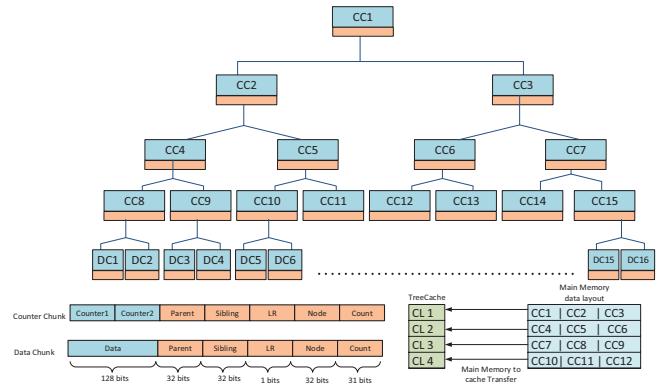 CC1
CC2 CC3
CC4 CC5 CC6 CC7
CC8 CC9 CC10 CC11 CC12 CC13 CC14 CC15
DC1 DC2 DC3 DC4 DC5 DC6 DC15 DC16
Counter Chunk Counter1 Counter2 Parent Sibling LR Node Count
Data Chunk Data Parent Sibling LR Node Count
128 bits 32 bits 32 bits 1 bits 32 bits 31 bits
TreeCache
CL 1
CL 2
CL 3
CL 4
Main Memory
data layout
CC1 | CC2 | CC3
CC4 | CC5 | CC6
CC7 | CC8 | CC9
CC10| CC11 | CC12
Main Memory to
cache Transfer